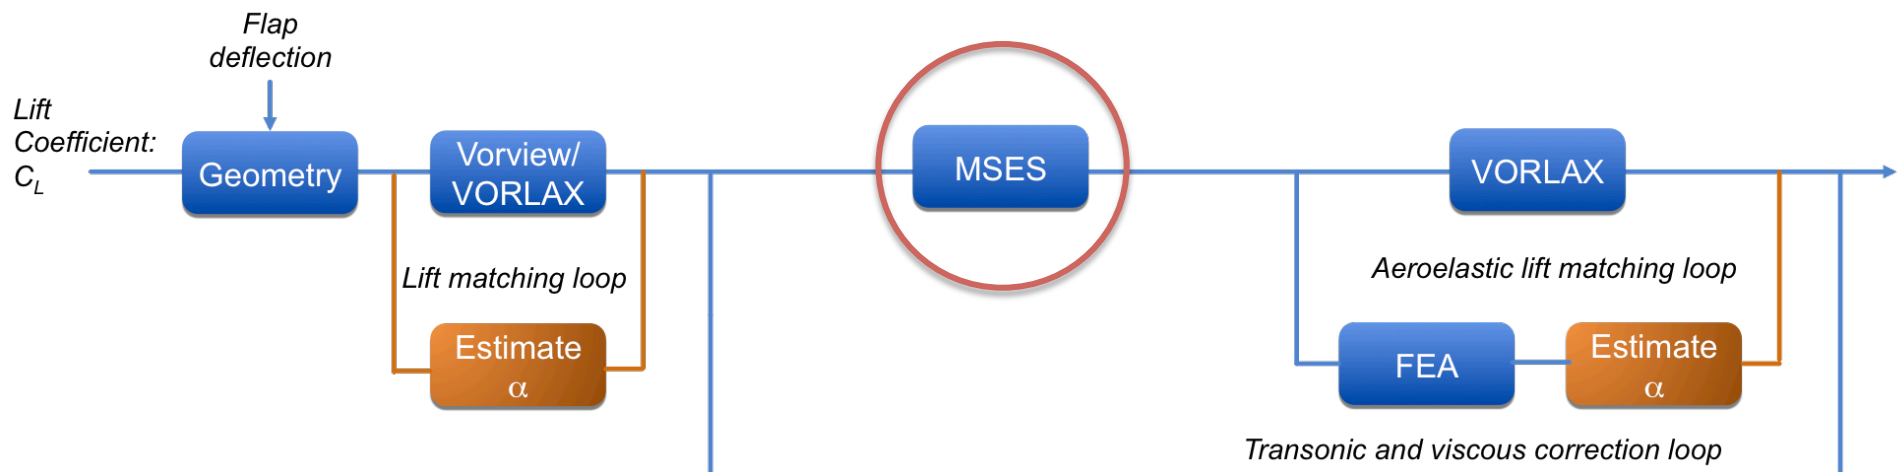 Flap
deflection
Lift
Coefficient:
C_L
Geometry
Vorview/
VORLAX
MSES
VORLAX
Lift matching loop
Aeroelastic lift matching loop
Estimate
α
FEA
Estimate
α
Transonic and viscous correction loop